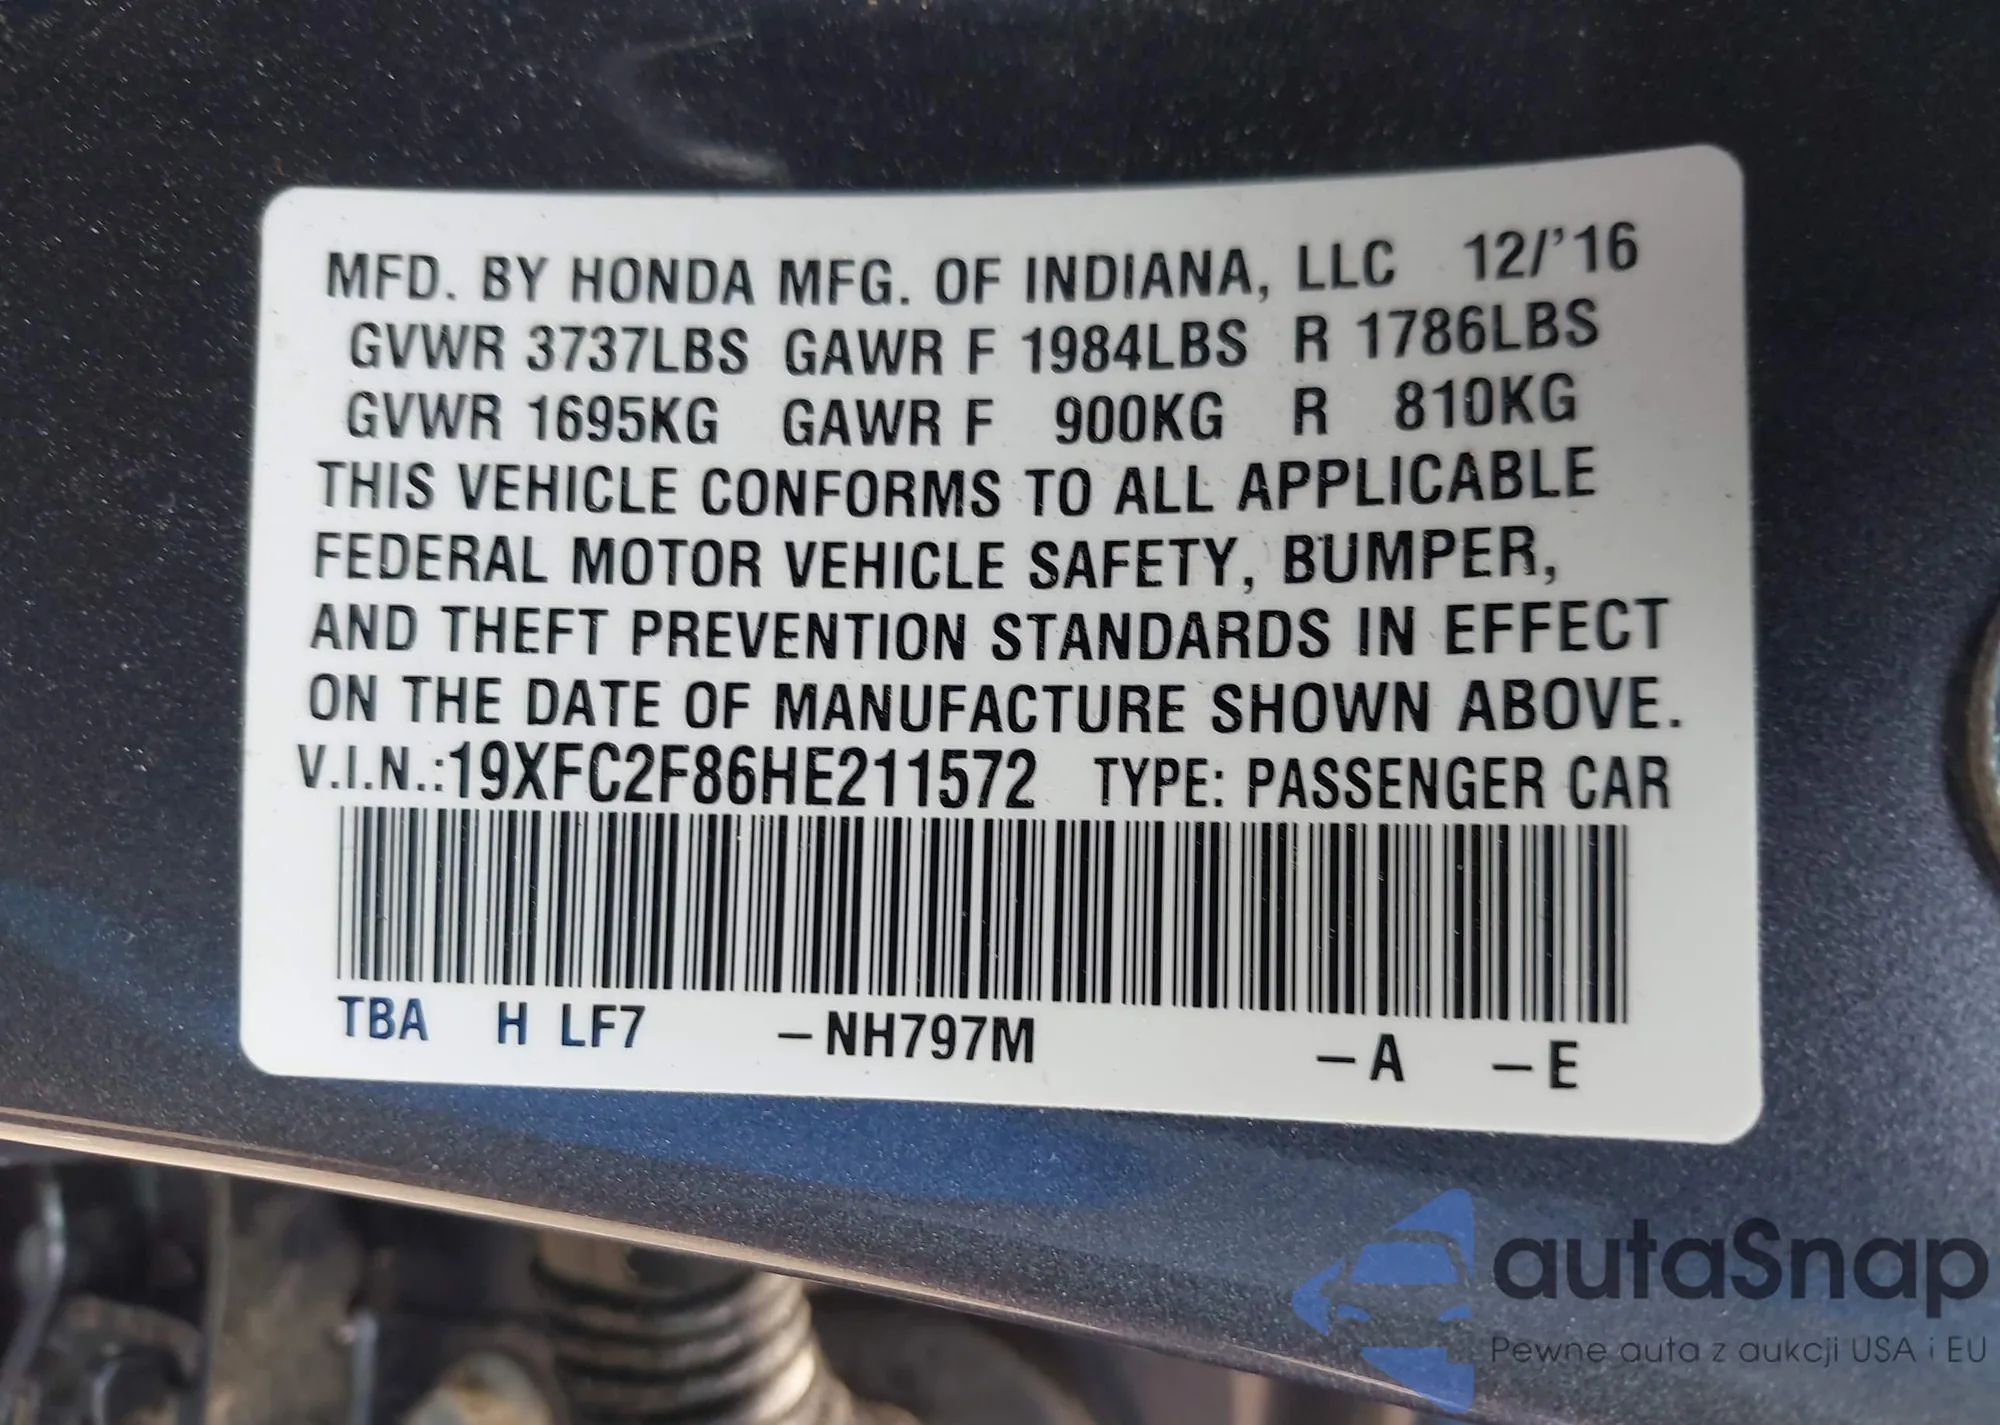 MFD. BY HONDA MFG. OF INDIANA, LLC 12/'16
GVWR 3737LBS GAWR F 1984LBS R 1786LBS
GVWR 1695KG GAWR F 900KG R 810KG
THIS VEHICLE CONFORMS TO ALL APPLICABLE
FEDERAL MOTOR VEHICLE SAFETY, BUMPER,
AND THEFT PREVENTION STANDARDS IN EFFECT
ON THE DATE OF MANUFACTURE SHOWN ABOVE.
V.I.N.:19XFC2F86HE211572 TYPE: PASSENGER CAR
TBA H LF7 –NH797M –A –E
autaSnap
Pewne auta z aukcji USA i EU